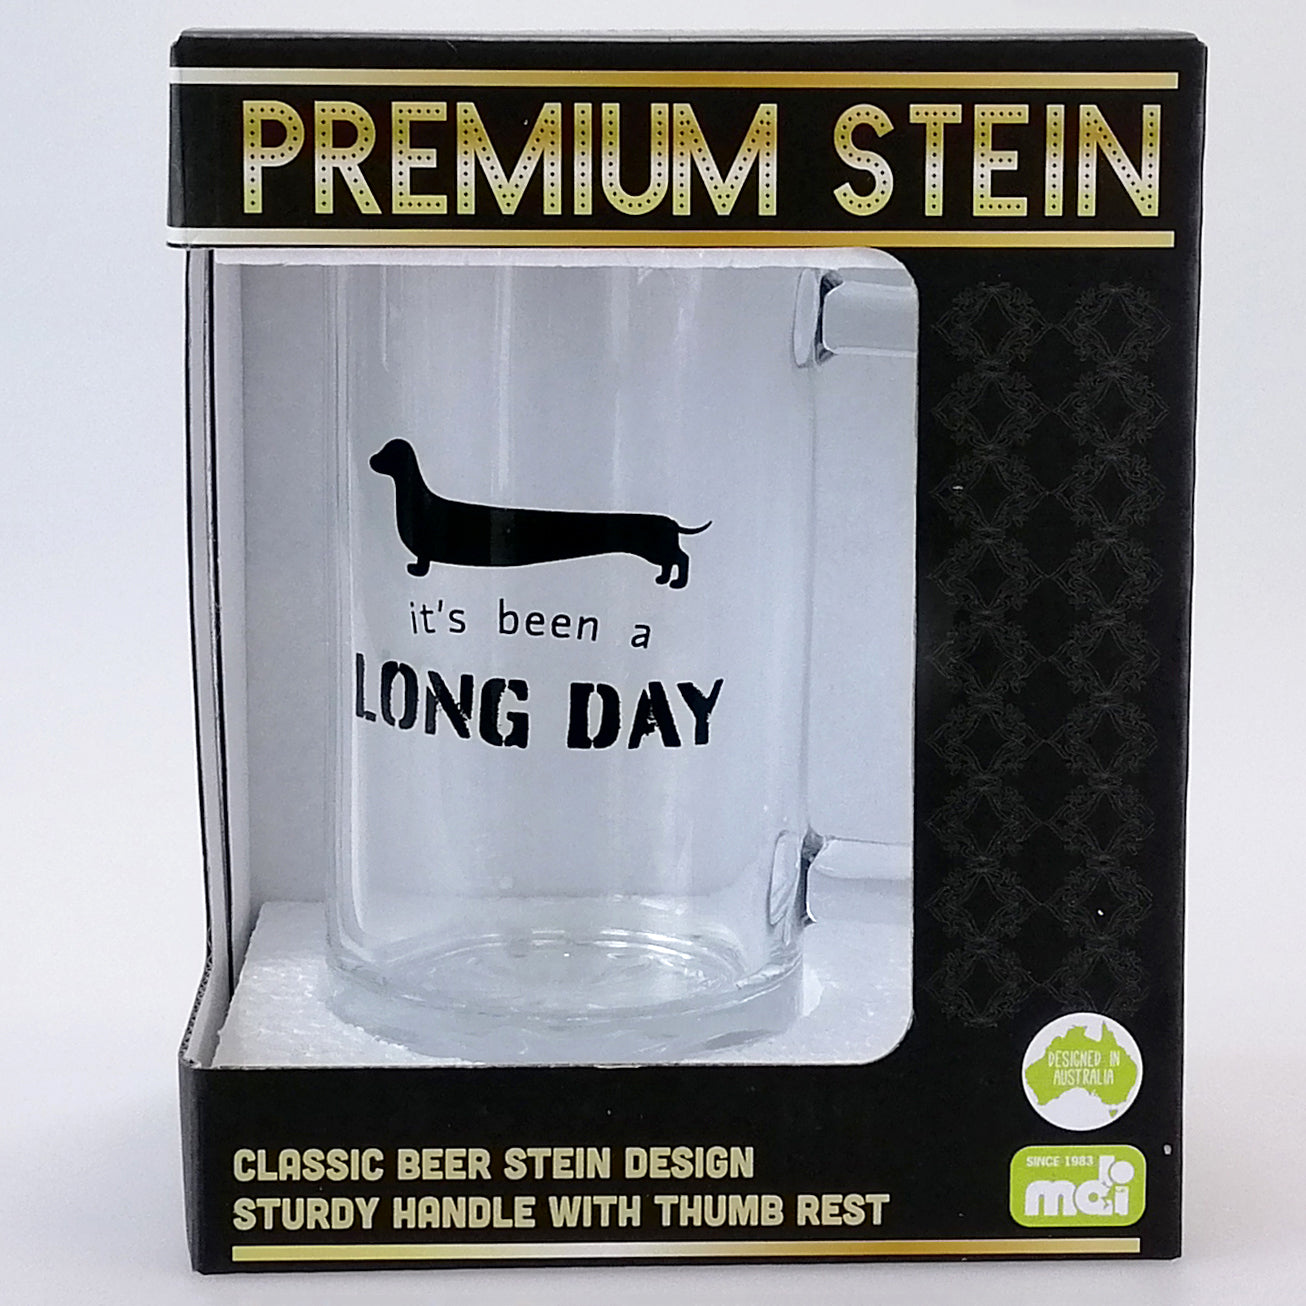 PREMIUM STEIN
it's been a
LONG DAY
DESIGNED IN
AUSTRALIA
CLASSIC BEER STEIN DESIGN
STURDY HANDLE WITH THUMB REST
SINCE 1983
mdi